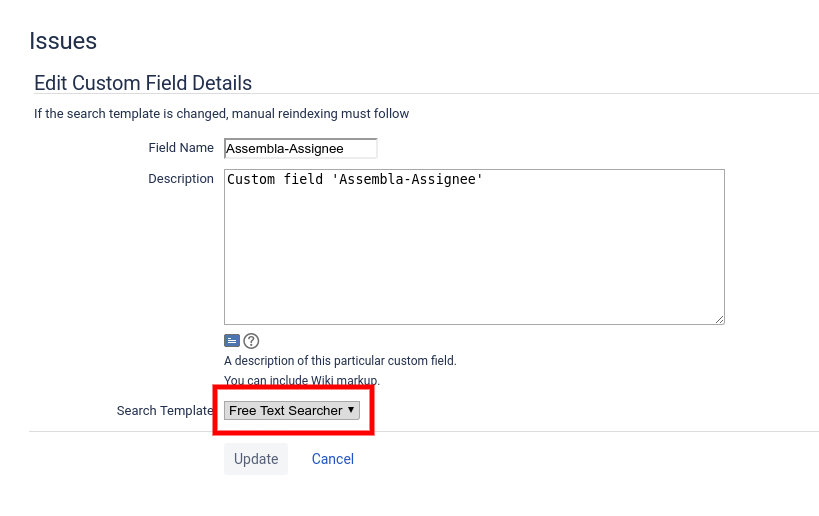 Issues
Edit Custom Field Details
If the search template is changed, manual reindexing must follow
Field Name Assembla-Assignee
Description Custom field 'Assembla-Assignee'
A description of this particular custom field.
You can include Wiki markup.
Search Template Free Text Searcher
Update Cancel